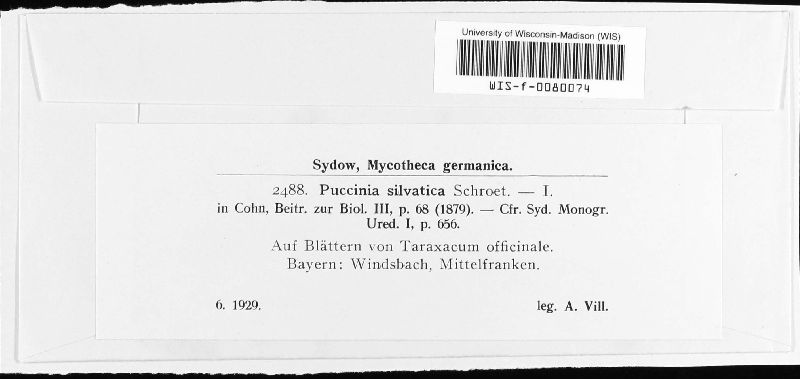 University of Wisconsin-Madison (WIS)
WIS-f-0080074
Sydow, Mycotheca germanica.
2488. Puccinia silvatica Schroet. — I.
in Cohn, Beitr. zur Biol. III, p. 68 (1879). — Cfr. Syd. Monogr.
Ured. I, p. 656.
Auf Blättern von Taraxacum officinale.
Bayern: Windsbach, Mittelfranken.
6. 1929. leg. A. Vill.